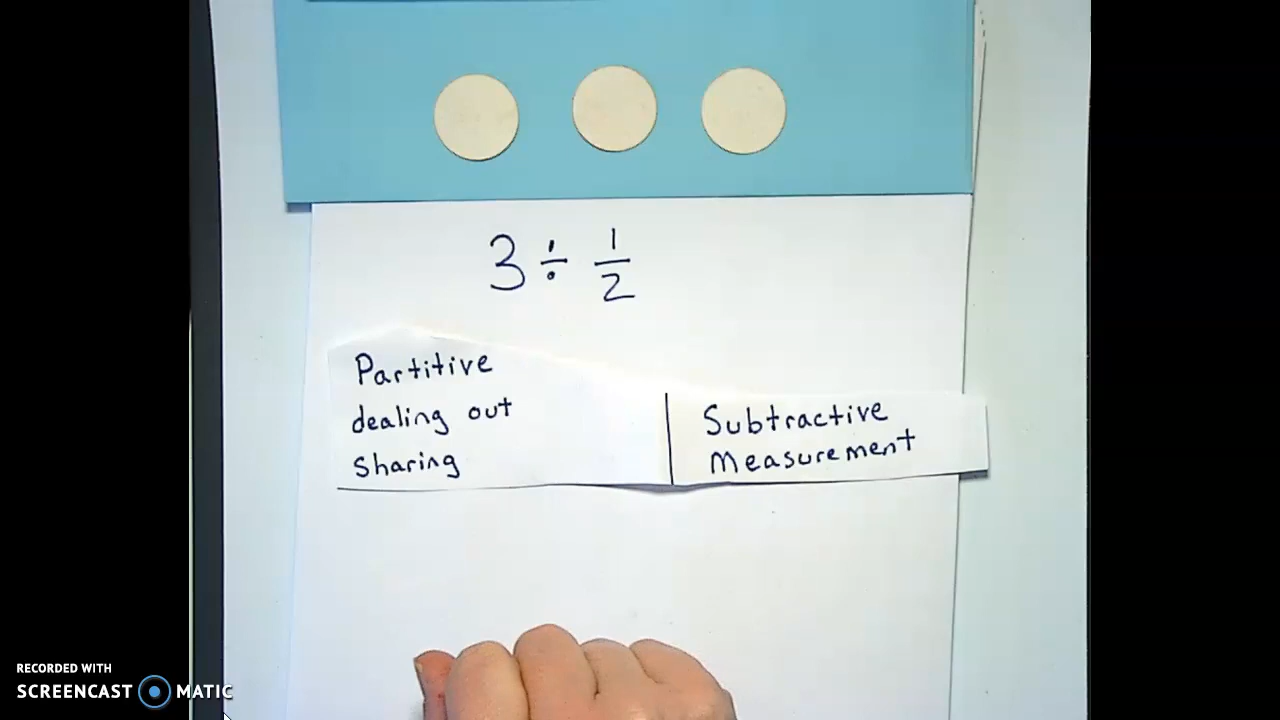 3 ÷ 1/2
Partitive
dealing out
sharing
Subtractive
Measurement
RECORDED WITH
SCREENCAST MATIC